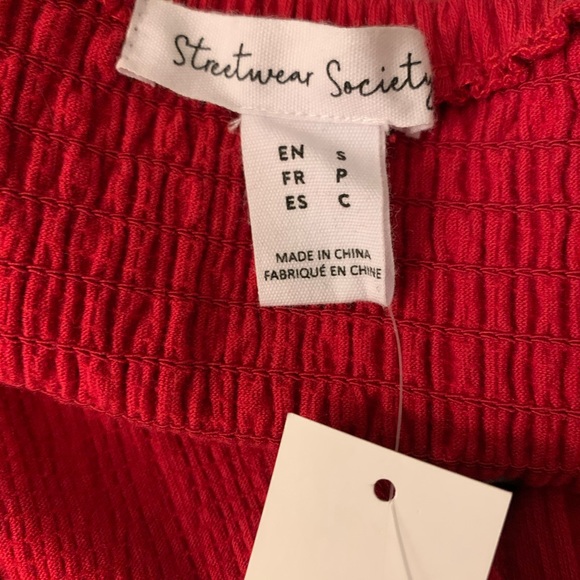 Streetwear Society
EN S
FR P
ES C
MADE IN CHINA
FABRIQUÉ EN CHINE